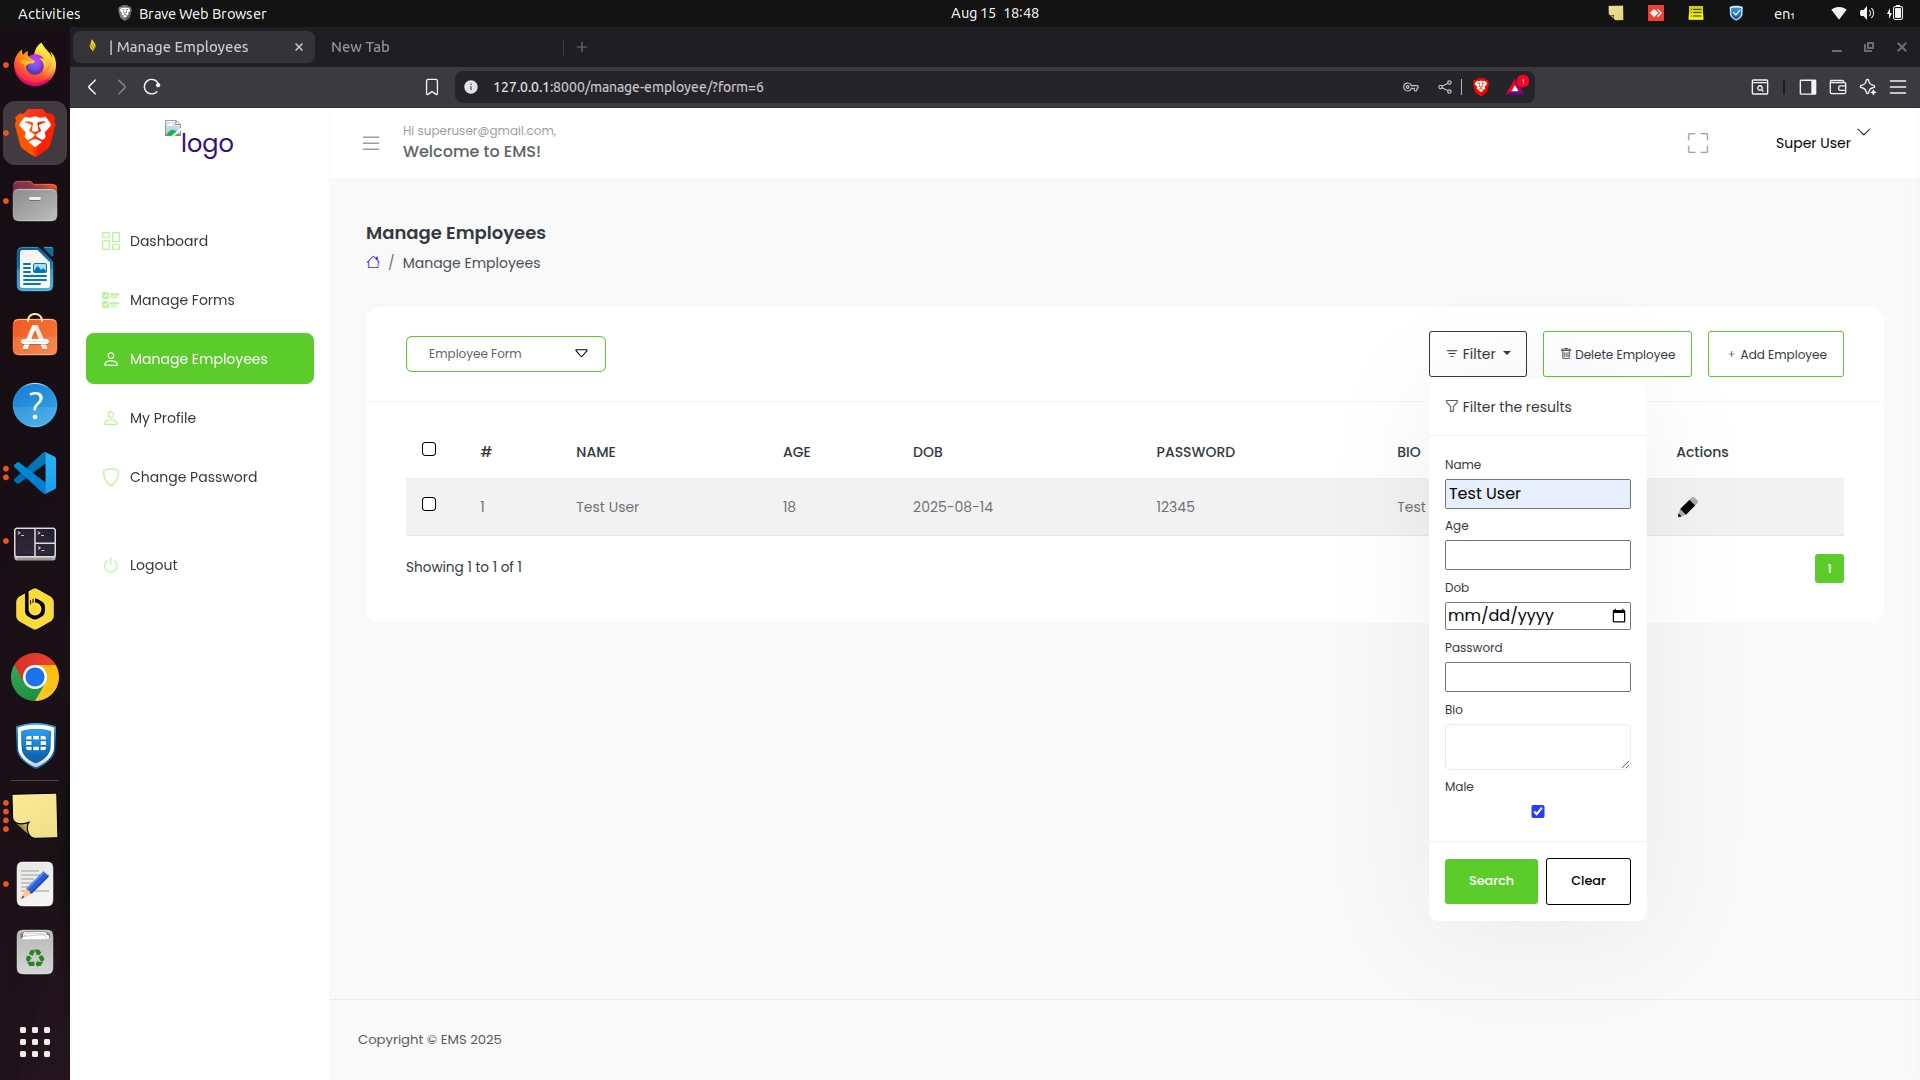 Activities
Brave Web Browser
Aug 15 18:48
en₁
| Manage Employees
New Tab
127.0.0.1:8000/manage-employee/?form=6
1
logo
Hi superuser@gmail.com,
Welcome to EMS!
Super User
Dashboard
Manage Forms
Manage Employees
My Profile
Change Password
Logout
Manage Employees
/ Manage Employees
Employee Form
Filter
Delete Employee
+ Add Employee
Filter the results
# NAME AGE DOB PASSWORD BIO Actions
1 Test User 18 2025-08-14 12345 Test
Showing 1 to 1 of 1
1
Name
Test User
Age
Dob
mm/dd/yyyy
Password
Bio
Male
Search
Clear
Copyright © EMS 2025